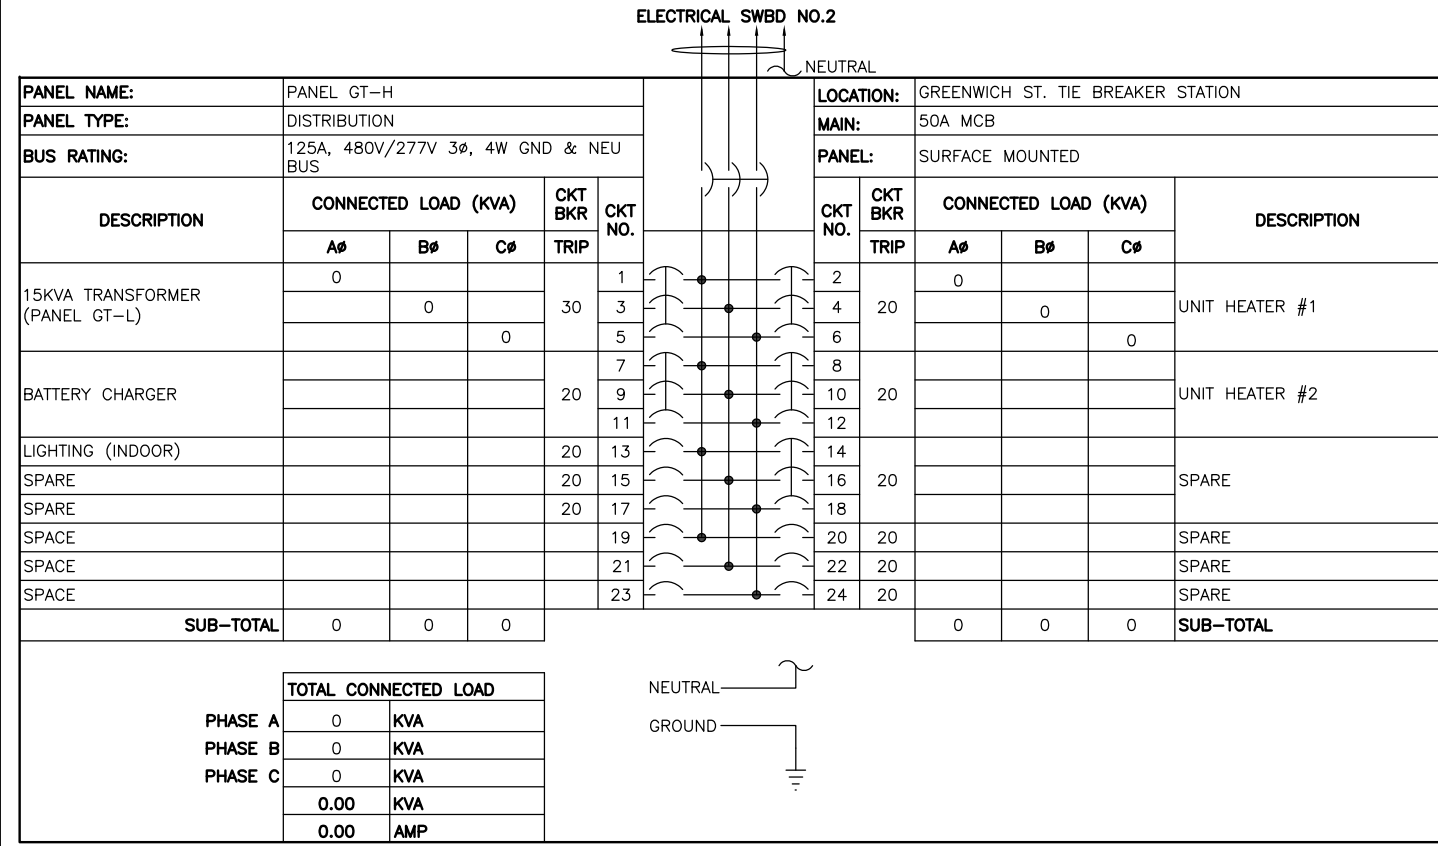 ELECTRICAL SWBD NO.2
NEUTRAL
PANEL NAME: PANEL GT-H LOCATION: GREENWICH ST. TIE BREAKER STATION
PANEL TYPE: DISTRIBUTION MAIN: 50A MCB
BUS RATING: 125A, 480V/277V 3ø, 4W GND & NEU BUS PANEL: SURFACE MOUNTED
DESCRIPTION CONNECTED LOAD (KVA) CKT BKR CKT NO. CKT NO. CKT BKR CONNECTED LOAD (KVA) DESCRIPTION
Aø Bø Cø TRIP TRIP Aø Bø Cø
15KVA TRANSFORMER (PANEL GT-L) 30 20 UNIT HEATER #1
0 1 2 0
0 3 4 0
0 5 6 0
BATTERY CHARGER 20 20 UNIT HEATER #2
7 8
9 10
11 12
LIGHTING (INDOOR) 20 13 14
SPARE 20 15 16 20 SPARE
SPARE 20 17 18
SPACE 19 20 20 SPARE
SPACE 21 22 20 SPARE
SPACE 23 24 20 SPARE
SUB-TOTAL 0 0 0 0 0 0 SUB-TOTAL
TOTAL CONNECTED LOAD
PHASE A 0 KVA
PHASE B 0 KVA
PHASE C 0 KVA
0.00 KVA
0.00 AMP
NEUTRAL
GROUND